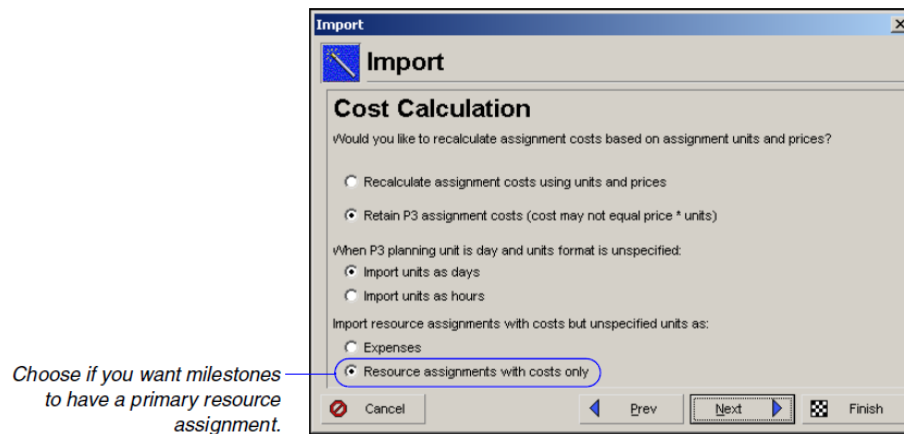 Import
Import
Cost Calculation
Would you like to recalculate assignment costs based on assignment units and prices?
Recalculate assignment costs using units and prices
Retain P3 assignment costs (cost may not equal price * units)
When P3 planning unit is day and units format is unspecified:
Import units as days
Import units as hours
Import resource assignments with costs but unspecified units as:
Expenses
Resource assignments with costs only
Choose if you want milestones
to have a primary resource
assignment.
Cancel
Prev
Next
Finish